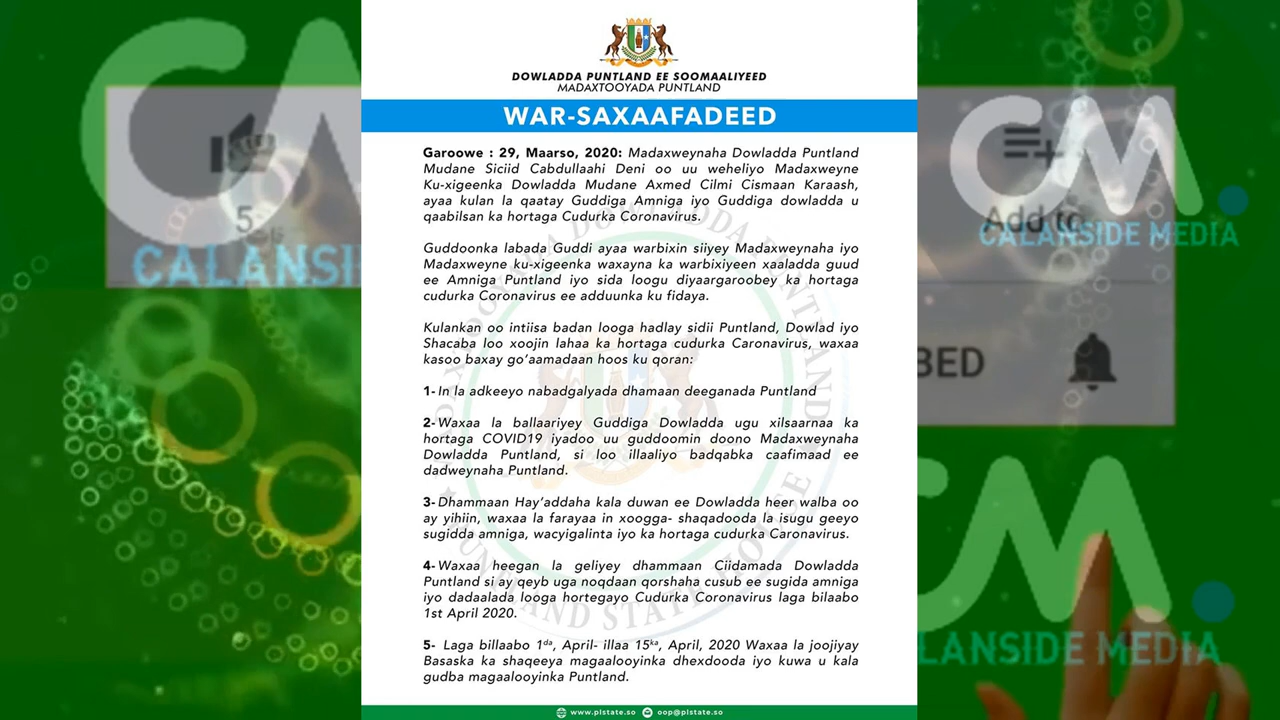 DOWLADDA PUNTLAND EE SOOMAALIYEED
MADAXTOOYADA PUNTLAND
WAR-SAXAAFADEED
Garoowe : 29, Maarso, 2020: Madaxweynaha Dowladda Puntland
Mudane Siciid Cabdullaahi Deni oo uu weheliyo Madaxweyne
Ku-xigeenka Dowladda Mudane Axmed Cilmi Cismaan Karaash,
ayaa kulan la qaatay Guddiga Amniga iyo Guddiga dowladda u
qaabilsan ka hortaga Cudurka Coronavirus.
Guddoonka labada Guddi ayaa warbixin siiyey Madaxweynaha iyo
Madaxweyne ku-xigeenka waxayna ka warbixiyeen xaaladda guud
ee Amniga Puntland iyo sida loogu diyaargaroobey ka hortaga
cudurka Coronavirus ee adduunka ku fidaya.
Kulankan oo intiisa badan looga hadlay sidii Puntland, Dowlad iyo
Shacaba loo xoojin lahaa ka hortaga cudurka Caronavirus, waxaa
kasoo baxay go'aamadaan hoos ku qoran:
1- In la adkeeyo nabadgalyada dhamaan deeganada Puntland
2- Waxaa la ballaariyey Guddiga Dowladda ugu xilsaarnaa ka
hortaga COVID19 iyadoo uu guddoomin doono Madaxweynaha
Dowladda Puntland, si loo illaaliyo badqabka caafimaad ee
dadweynaha Puntland.
3- Dhammaan Hay'addaha kala duwan ee Dowladda heer walba oo
ay yihiin, waxaa la farayaa in xoogga- shaqadooda la isugu geeyo
sugidda amniga, wacyigalinta iyo ka hortaga cudurka Caronavirus.
4- Waxaa heegan la geliyey dhammaan Ciidamada Dowladda
Puntland si ay qeyb uga noqdaan qorshaha cusub ee sugida amniga
iyo dadaalada looga hortegayo Cudurka Coronavirus laga bilaabo
1st April 2020.
5- Laga billaabo 1da, April- illaa 15ka, April, 2020 Waxaa la joojiyay
Basaska ka shaqeeya magaalooyinka dhexdooda iyo kuwa u kala
gudba magaalooyinka Puntland.
www.plstate.so oop@plstate.so
CM
CALANSI
5
CM.
Add to
CALANSIDE MEDIA
BED
CM.
LANSIDE MEDIA